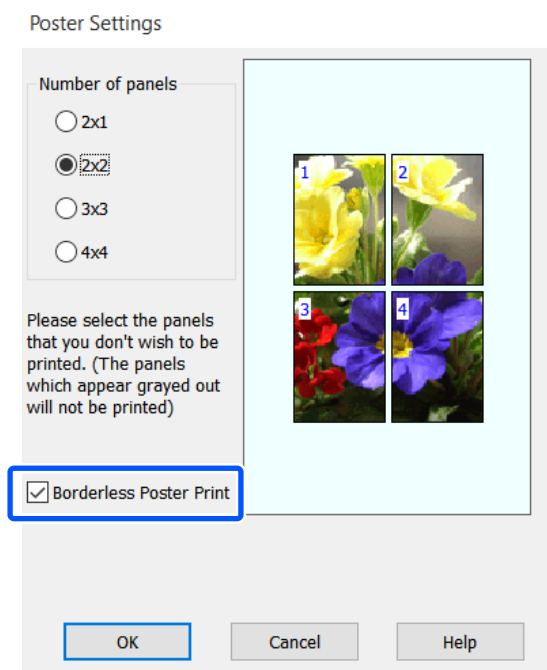 Poster Settings
Number of panels
2x1
2x2
3x3
4x4
1
2
3
4
Please select the panels
that you don't wish to be
printed. (The panels
which appear grayed out
will not be printed)
Borderless Poster Print
OK
Cancel
Help